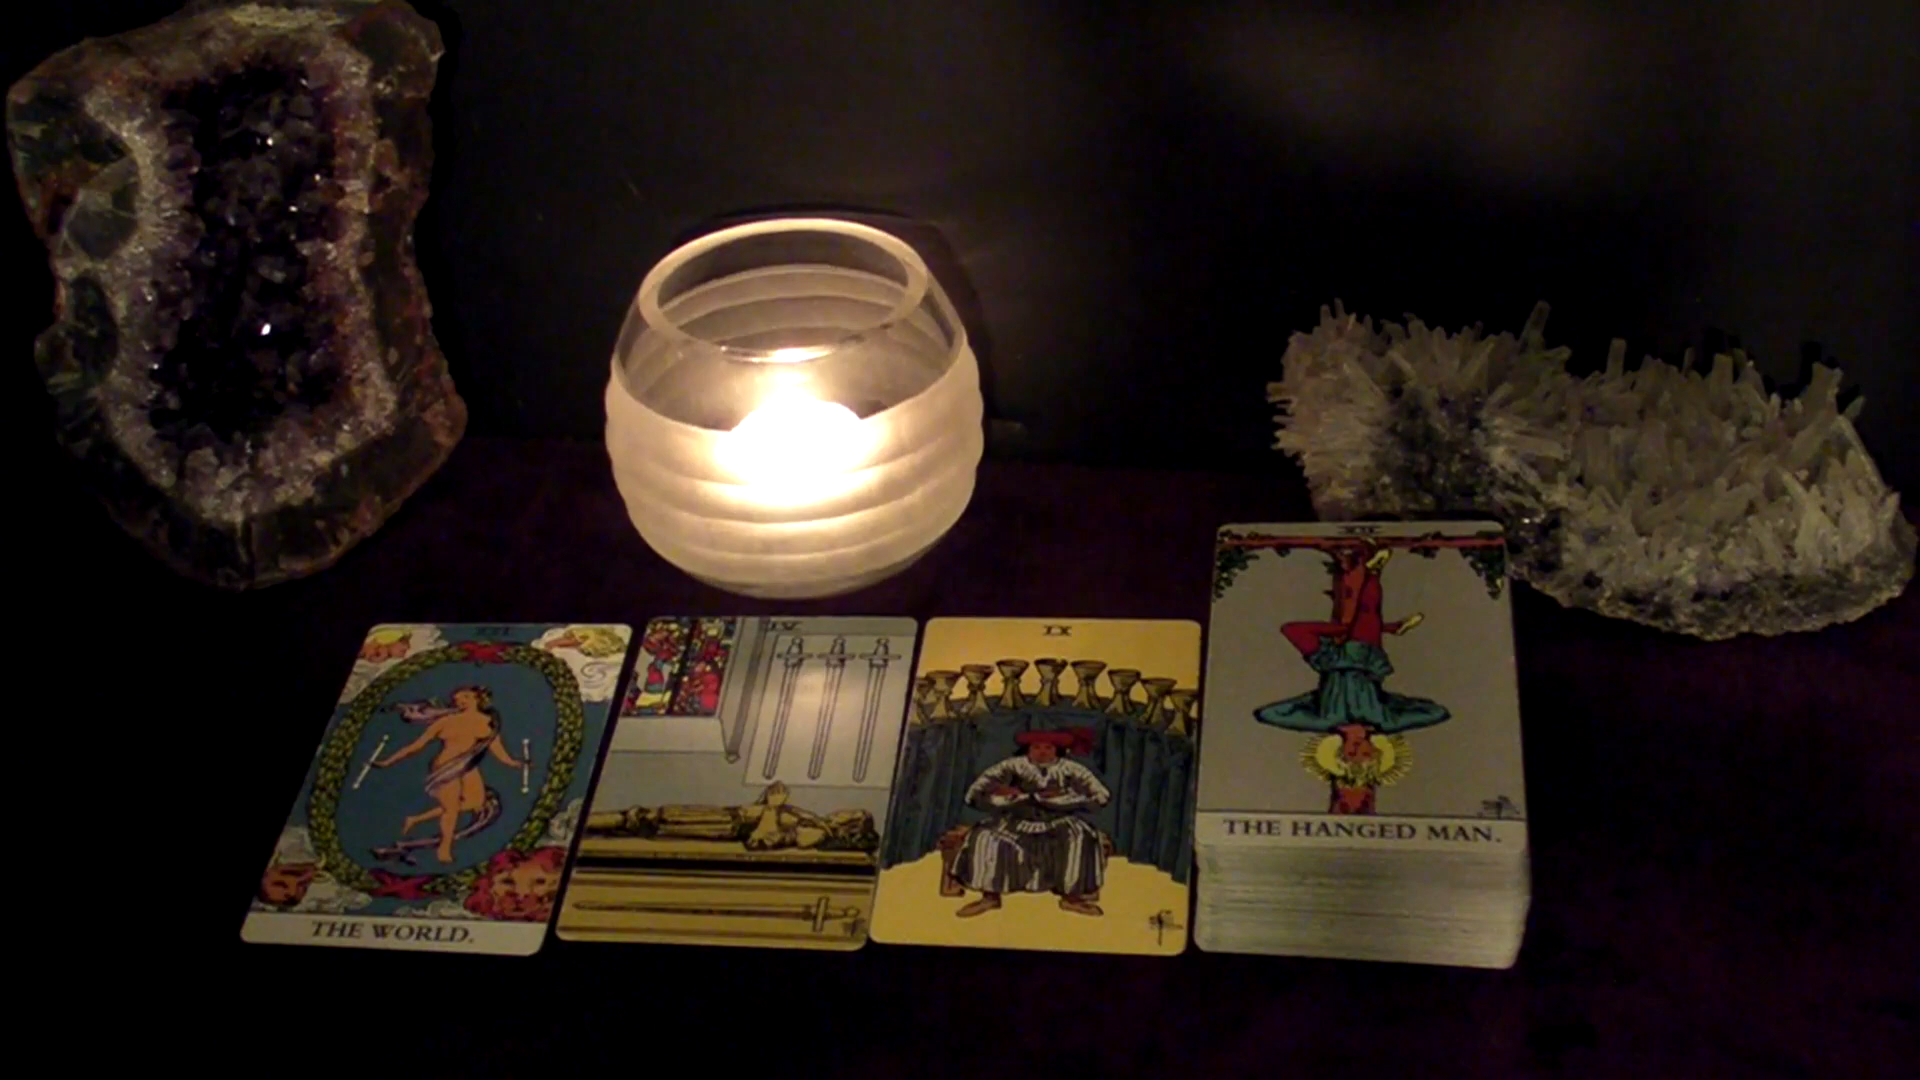 IV
IX
THE WORLD.
THE HANGED MAN.